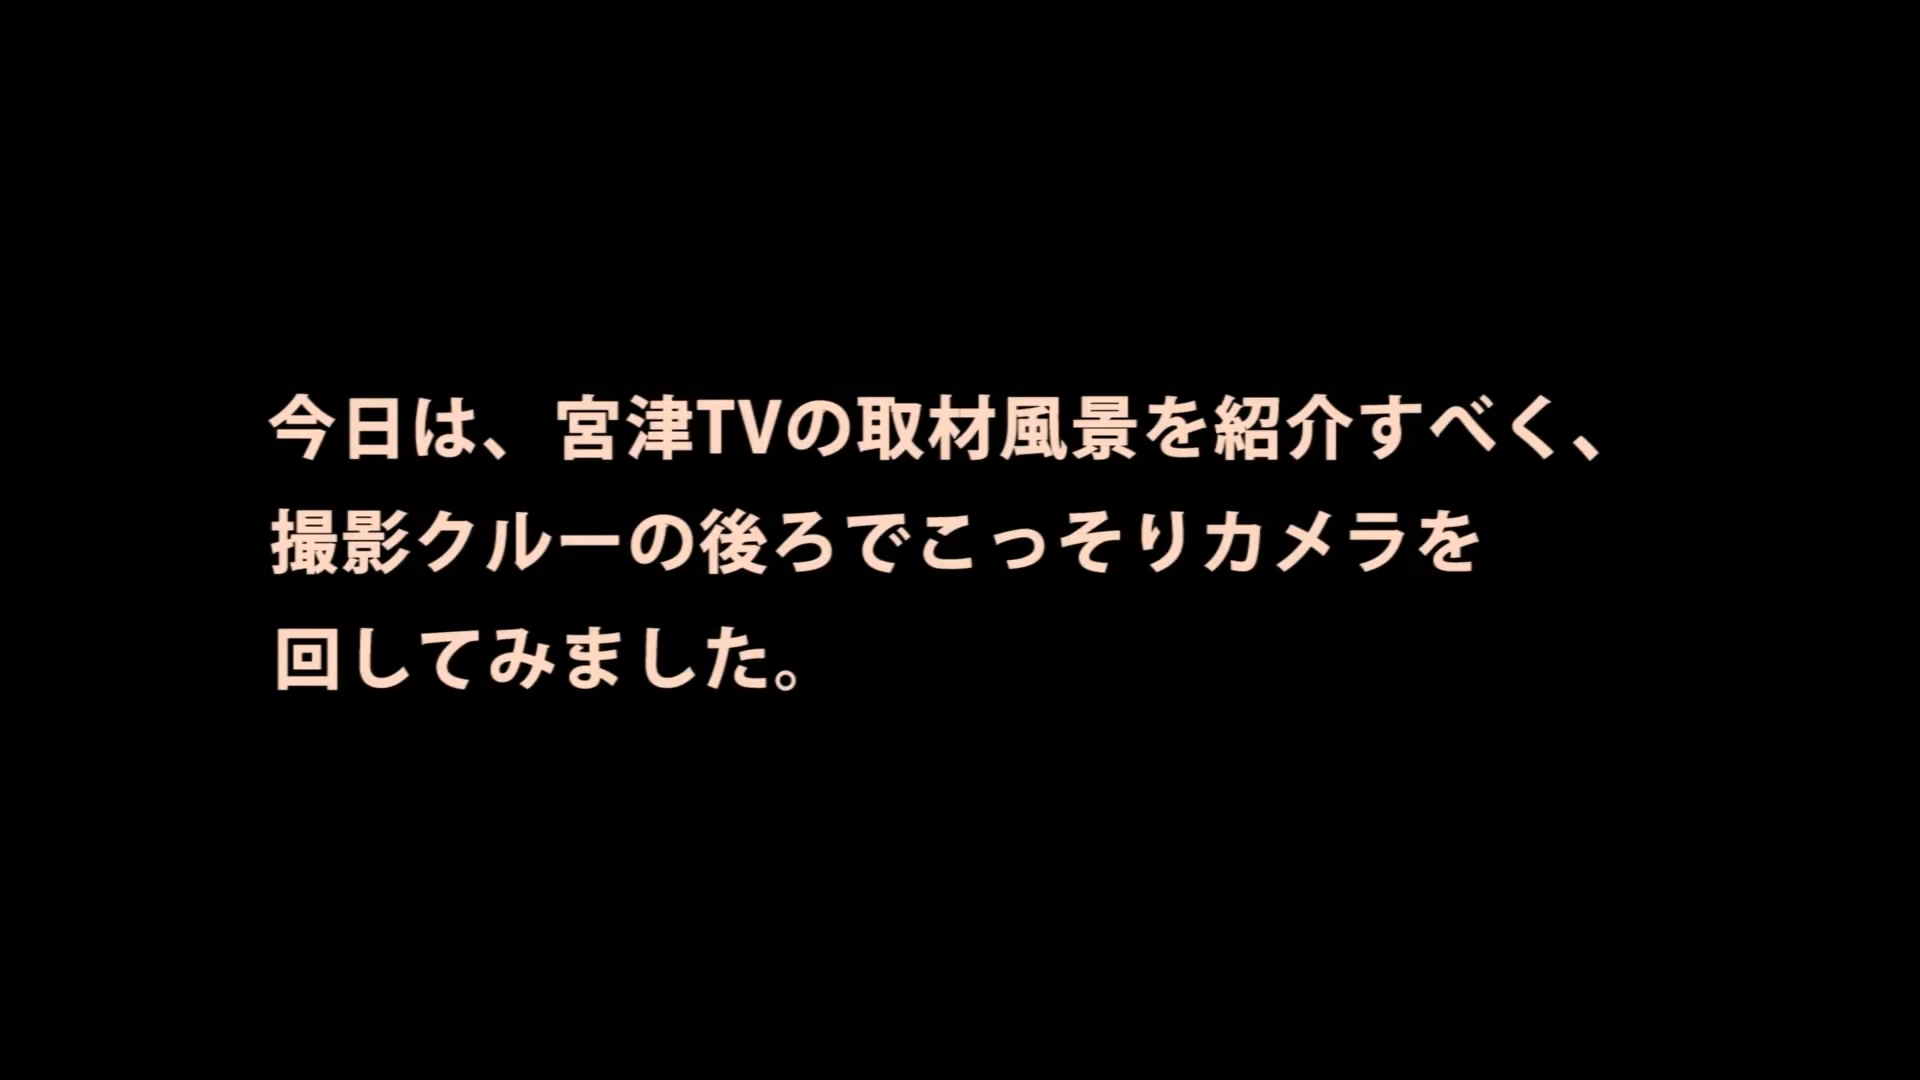 今日は、宮津TVの取材風景を紹介すべく、
撮影クルーの後ろでこっそりカメラを
回してみました。